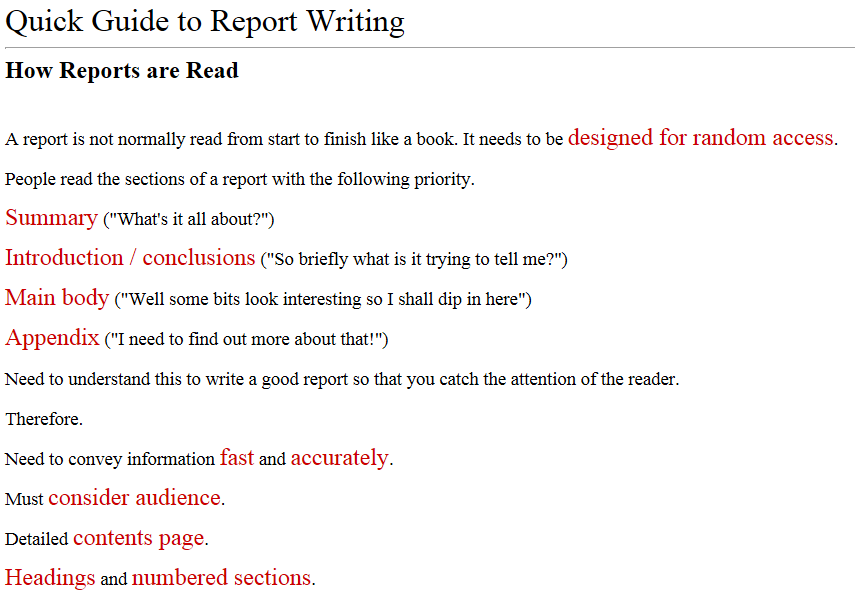 Quick Guide to Report Writing
How Reports are Read
A report is not normally read from start to finish like a book. It needs to be designed for random access.
People read the sections of a report with the following priority.
Summary ("What's it all about?")
Introduction / conclusions ("So briefly what is it trying to tell me?")
Main body ("Well some bits look interesting so I shall dip in here")
Appendix ("I need to find out more about that!")
Need to understand this to write a good report so that you catch the attention of the reader.
Therefore.
Need to convey information fast and accurately.
Must consider audience.
Detailed contents page.
Headings and numbered sections.